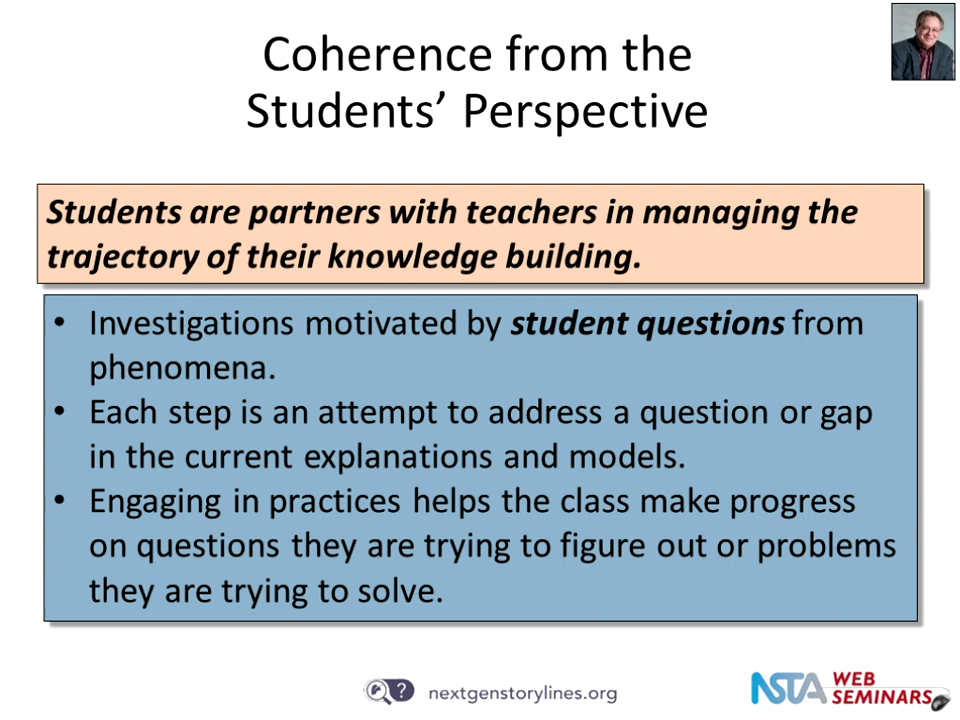 Coherence from the
Students’ Perspective
Students are partners with teachers in managing the
trajectory of their knowledge building.
• Investigations motivated by student questions from
phenomena.
• Each step is an attempt to address a question or gap
in the current explanations and models.
• Engaging in practices helps the class make progress
on questions they are trying to figure out or problems
they are trying to solve.
? nextgenstorylines.org
NSTA WEB
SEMINARS